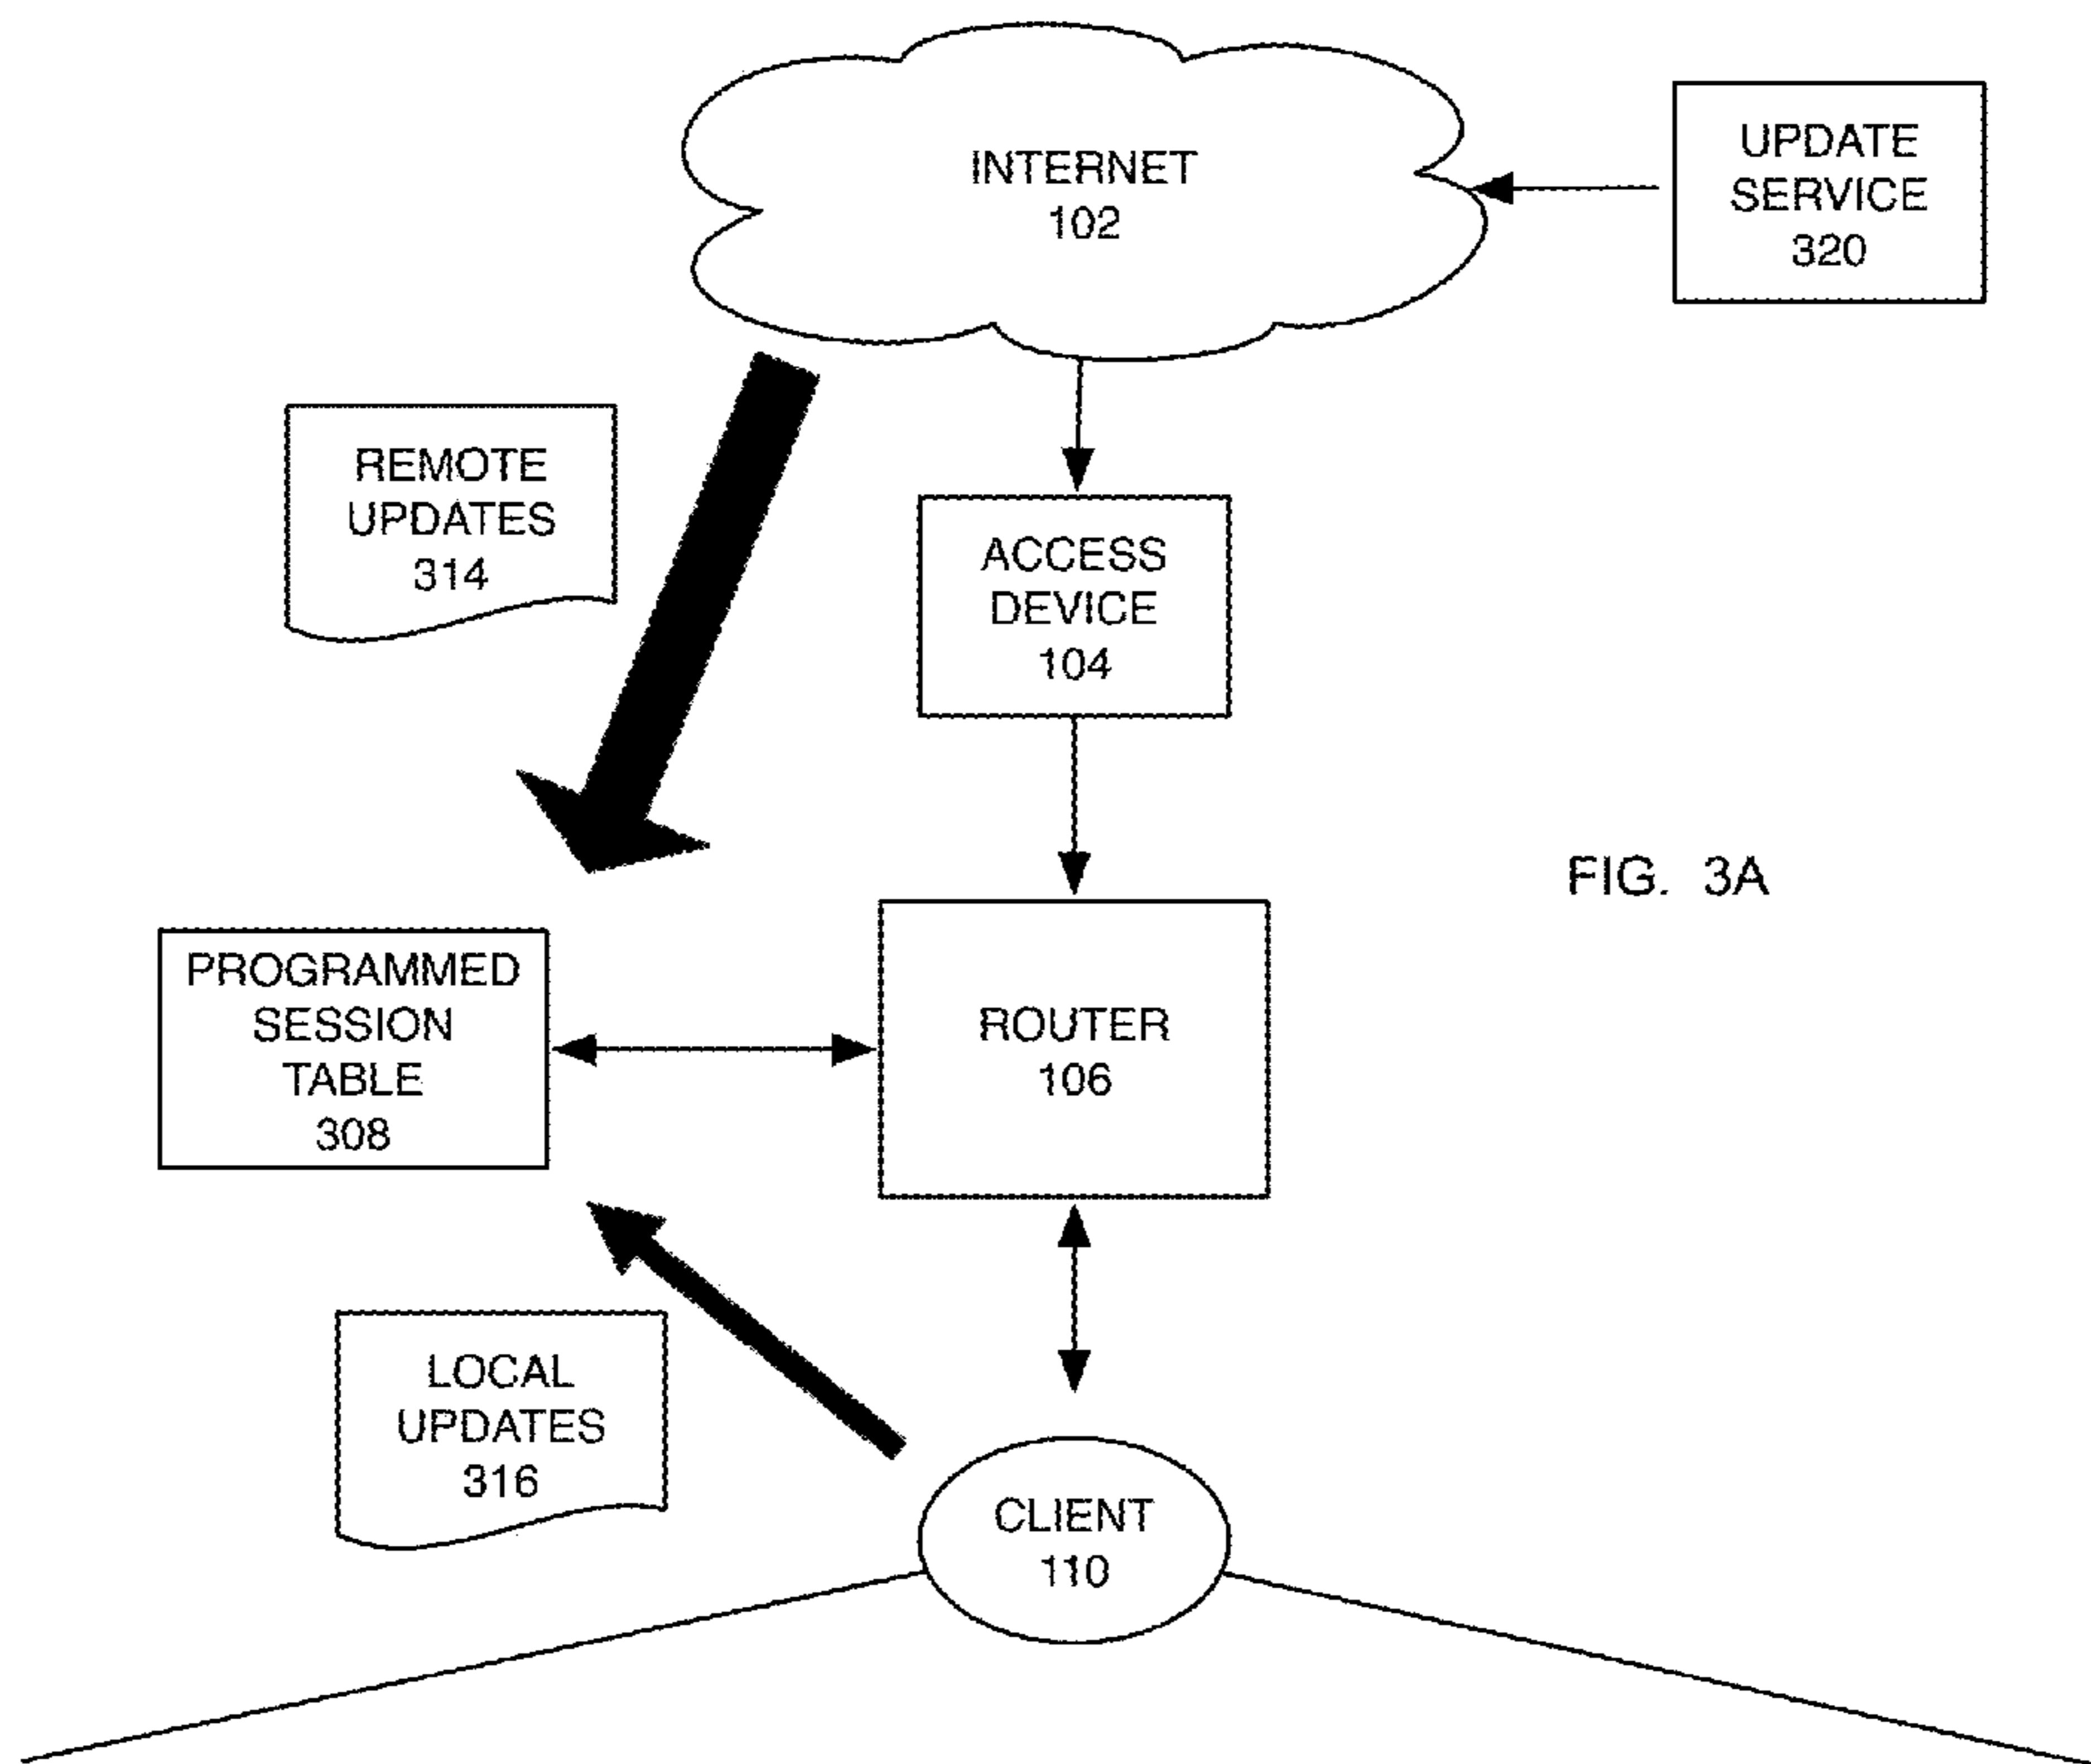 INTERNET
102
UPDATE
SERVICE
320
REMOTE
UPDATES
314
ACCESS
DEVICE
104
FIG. 3A
PROGRAMMED
SESSION
TABLE
308
ROUTER
106
LOCAL
UPDATES
316
CLIENT
110